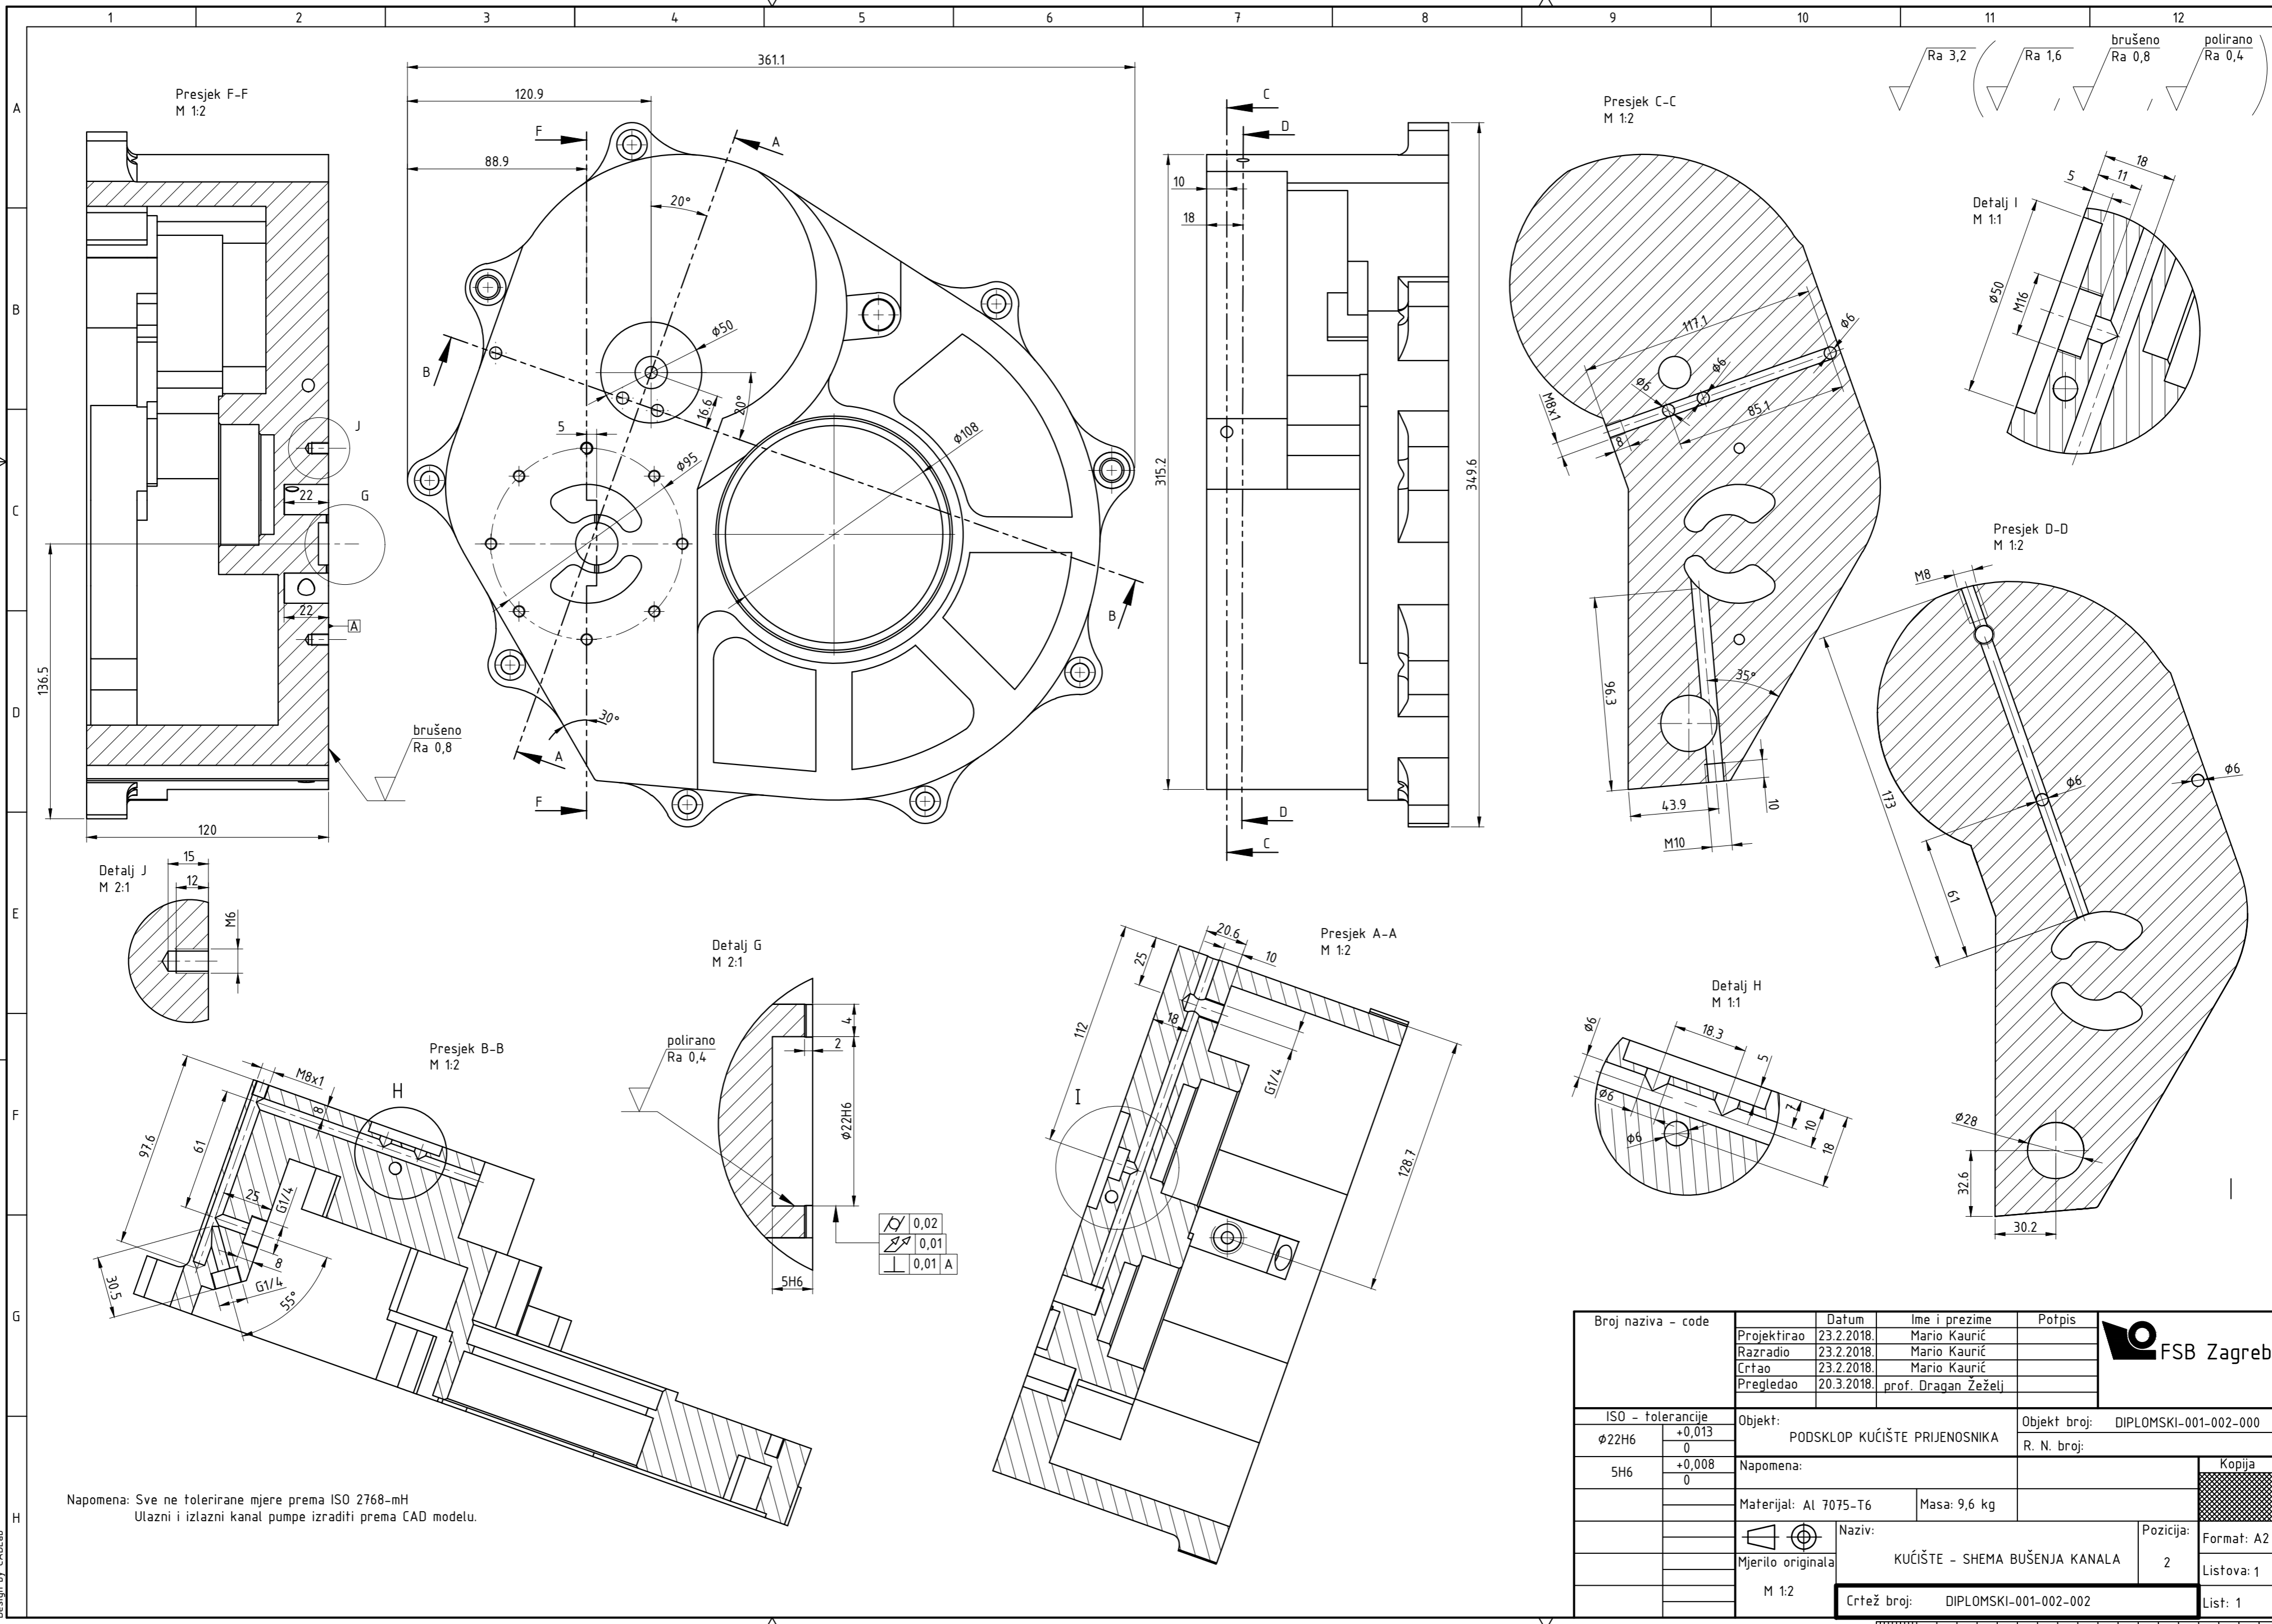 1 2 3 4 5 6 7 8 9 10 11 12
A
B
C
D
E
F
G
H
Ra 3,2
Ra 1,6
brušeno
Ra 0,8
polirano
Ra 0,4
Presjek F-F
M 1:2
J
G
22
22
A
136.5
120
brušeno
Ra 0,8
361.1
120.9
88.9
F
A
20°
B
Ø50
16.6
20°
5
Ø95
Ø108
B
30°
A
F
C
D
10
18
315.2
349.6
D
C
Presjek C-C
M 1:2
117.1
Ø6
Ø6
Ø6
M8x1
8
85.1
96.3
35°
43.9
10
M10
Detalj I
M 1:1
18
11
5
Ø50
M16
Presjek D-D
M 1:2
M8
Ø6
Ø6
173
61
Ø28
32.6
30.2
Detalj J
M 2:1
15
12
M6
Presjek B-B
M 1:2
M8x1
H
8
97.6
61
25
G1/4
8
G1/4
30.5
55°
Detalj G
M 2:1
polirano
Ra 0,4
4
2
Ø22H6
5H6
0,02
0,01
0,01 A
Presjek A-A
M 1:2
20.6
10
25
112
18
G1/4
I
128.7
Detalj H
M 1:1
Ø6
18.3
5
Ø6
Ø6
7
10
18
Napomena: Sve ne tolerirane mjere prema ISO 2768-mH
Ulazni i izlazni kanal pumpe izraditi prema CAD modelu.
Design by CADLab
Broj naziva - code
Datum Ime i prezime Potpis
Projektirao 23.2.2018. Mario Kaurić
Razradio 23.2.2018. Mario Kaurić
Crtao 23.2.2018. Mario Kaurić
Pregledao 20.3.2018. prof. Dragan Žeželj
FSB Zagreb
ISO - tolerancije
Ø22H6 +0,013
0
5H6 +0,008
0
Objekt:
PODSKLOP KUĆIŠTE PRIJENOSNIKA
Objekt broj: DIPLOMSKI-001-002-000
R. N. broj:
Napomena:
Kopija
Materijal: Al 7075-T6
Masa: 9,6 kg
Naziv:
KUĆIŠTE - SHEMA BUŠENJA KANALA
Pozicija:
2
Format: A2
Listova: 1
List: 1
Mjerilo originala
M 1:2
Crtež broj: DIPLOMSKI-001-002-002